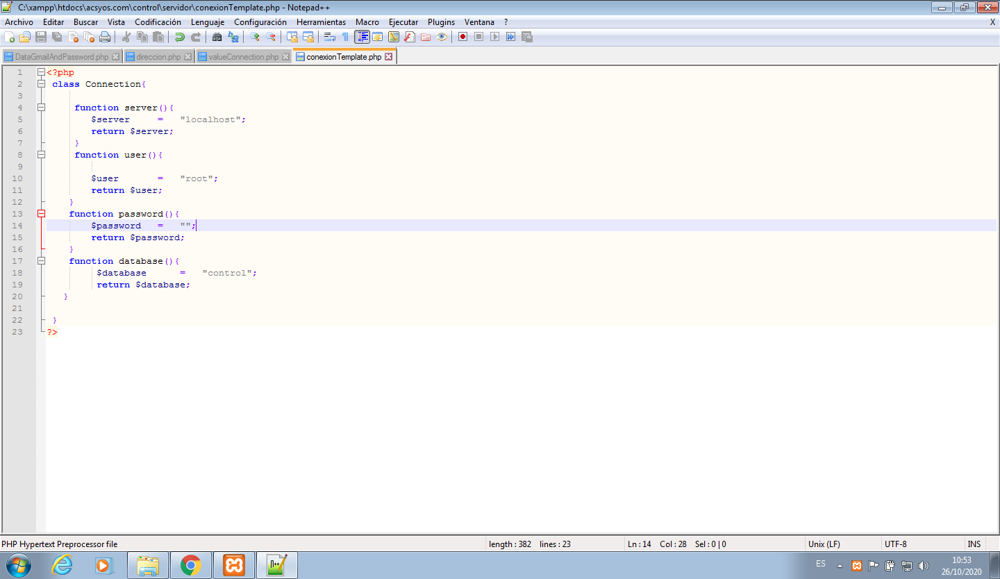 C:\xampp\htdocs\acsyos.com\control\servidor\conexionTemplate.php - Notepad++
Archivo Editar Buscar Vista Codificación Lenguaje Configuración Herramientas Macro Ejecutar Plugins Ventana ? X
DataGmailAndPassword.php direccion.php valueConnection.php conexionTemplate.php
1 <?php
2 class Connection{
3
4 function server(){
5 $server = "localhost";
6 return $server;
7 }
8 function user(){
9
10 $user = "root";
11 return $user;
12 }
13 function password(){
14 $password = "";
15 return $password;
16 }
17 function database(){
18 $database = "control";
19 return $database;
20 }
21
22 }
23 ?>
PHP Hypertext Preprocessor file length : 382 lines : 23 Ln : 14 Col : 28 Sel : 0 | 0 Unix (LF) UTF-8 INS
ES 10:53
26/10/2020